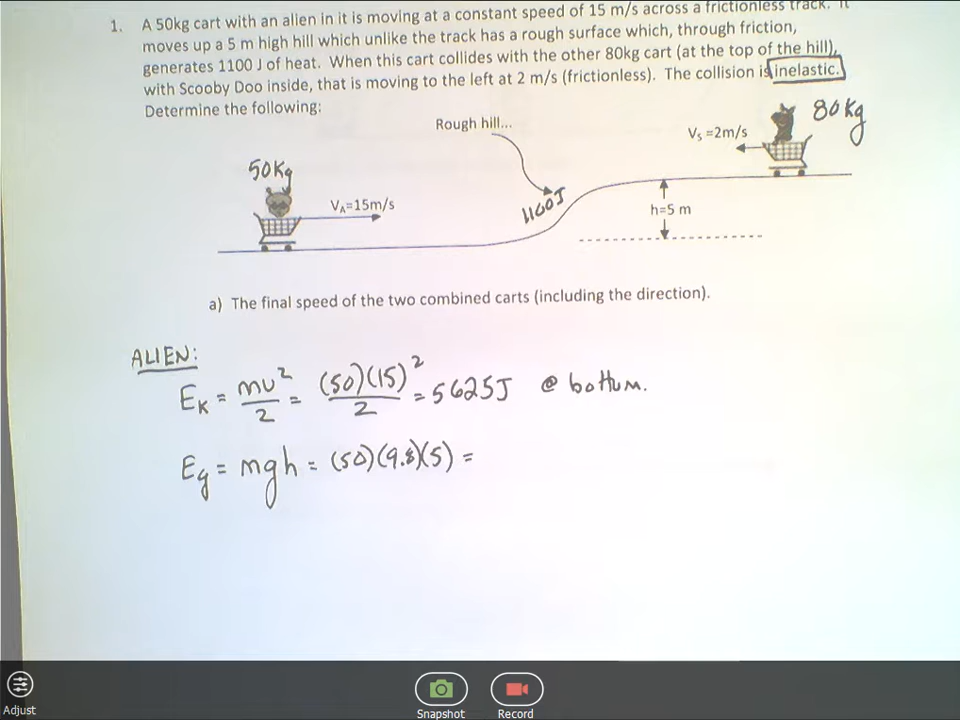 1. A 50kg cart with an alien in it is moving at a constant speed of 15 m/s across a frictionless track. It
moves up a 5 m high hill which unlike the track has a rough surface which, through friction,
generates 1100 J of heat. When this cart collides with the other 80kg cart (at the top of the hill),
with Scooby Doo inside, that is moving to the left at 2 m/s (frictionless). The collision is inelastic.
Determine the following:
Rough hill...
80Kg
Vs =2m/s
50Kg
VA=15m/s
1100J
h=5 m
a) The final speed of the two combined carts (including the direction).
ALIEN:
EK = mv²/2 = (50)(15)²/2 = 5625J @ bottom.
Eg = mgh = (50)(9.8)(5) =
Adjust
Snapshot
Record